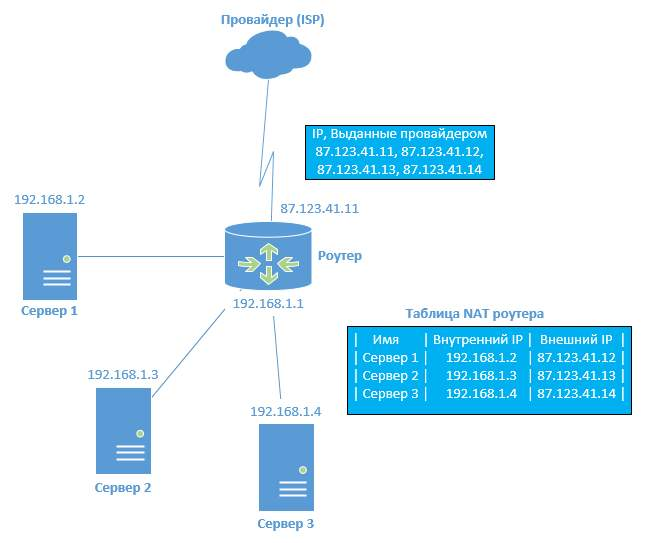 Провайдер (ISP)
IP, Выданные провайдером
87.123.41.11, 87.123.41.12,
87.123.41.13, 87.123.41.14
192.168.1.2
87.123.41.11
Роутер
192.168.1.1
Сервер 1
Таблица NAT роутера
| Имя | Внутренний IP | Внешний IP |
| Сервер 1 | 192.168.1.2 | 87.123.41.12 |
| Сервер 2 | 192.168.1.3 | 87.123.41.13 |
| Сервер 3 | 192.168.1.4 | 87.123.41.14 |
192.168.1.3
192.168.1.4
Сервер 2
Сервер 3